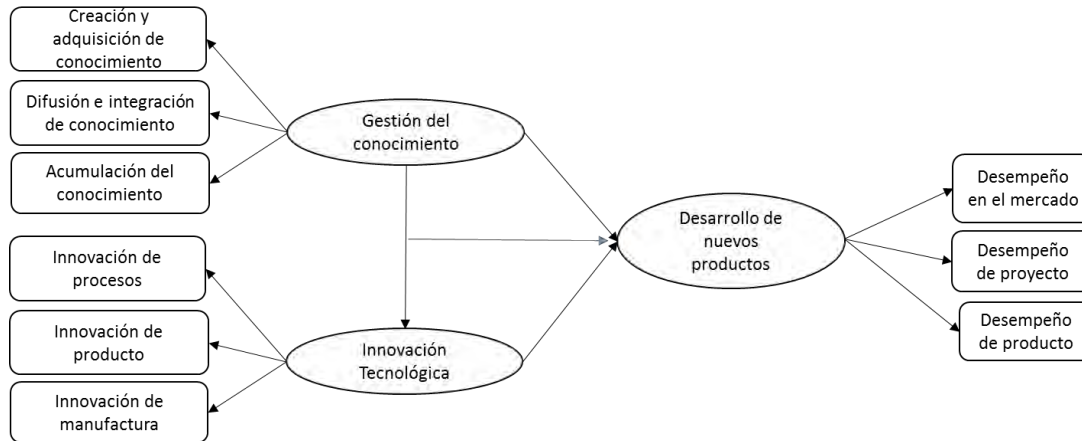 Creación y
adquisición de
conocimiento
Difusión e integración
de conocimiento
Acumulación del
conocimiento
Gestión del
conocimiento
Innovación de
procesos
Innovación de
producto
Innovación de
manufactura
Innovación
Tecnológica
Desarrollo de
nuevos
productos
Desempeño
en el mercado
Desempeño
de proyecto
Desempeño
de producto